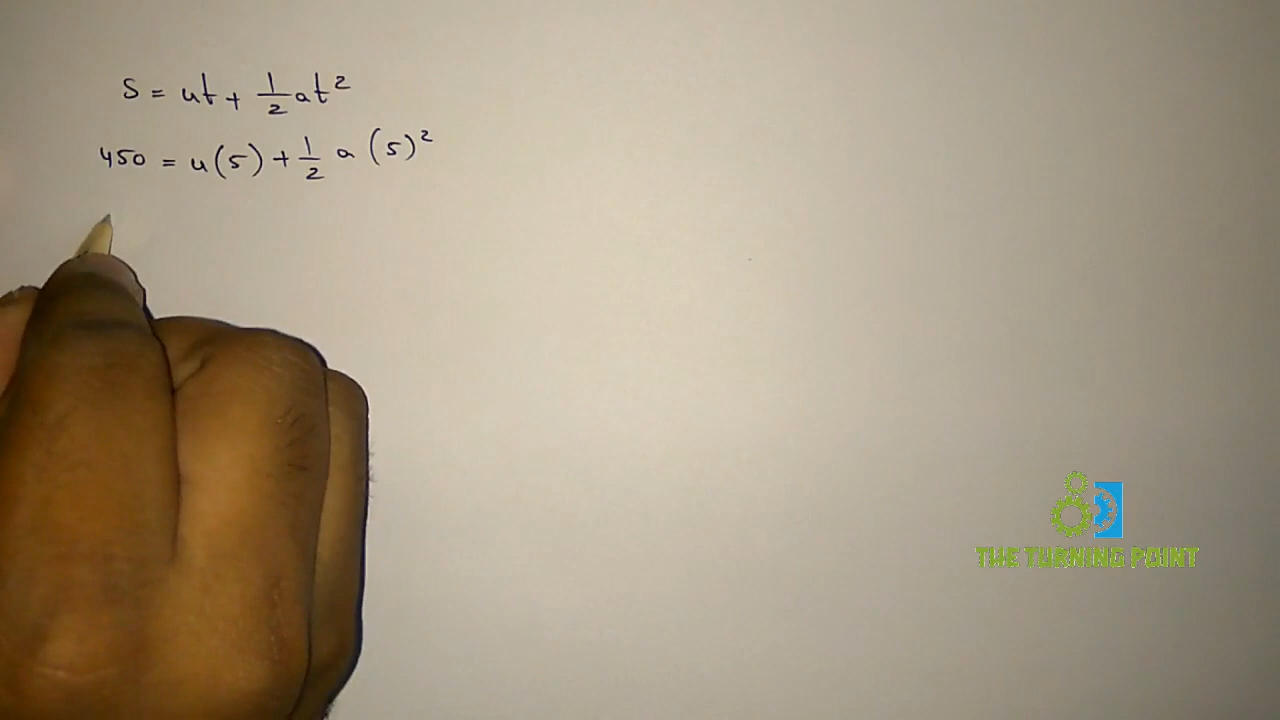 S = ut + 1/2 at²
450 = u(5) + 1/2 a (5)²
THE TURNING POINT